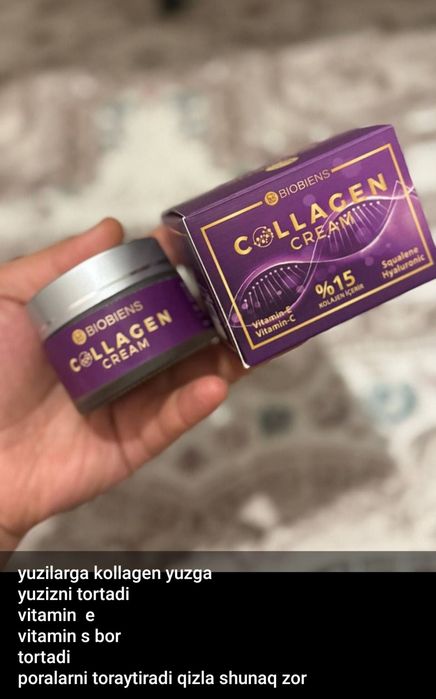 BIOBIENS
COLLAGEN
CREAM
Vitamin-E
Vitamin-C
%15
KOLAJEN İÇERİR
Squalene
Hyaluronic
BIOBIENS
COLLAGEN
CREAM
yuzilarga kollagen yuzga
yuzizni tortadi
vitamin e
vitamin s bor
tortadi
poralarni toraytiradi qizla shunaq zor